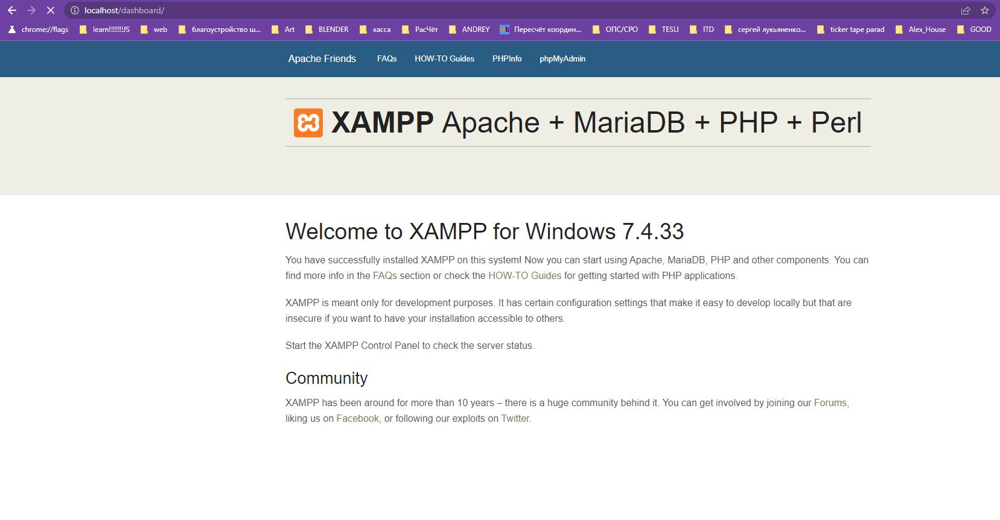 localhost/dashboard/
chrome://flags learn!!!!!!!JS web благоустройство ш... Art BLENDER касса РасЧёт ANDREY Пересчёт координ... ОПС/СРО TESLI ITD сергей лукьяненко... ticker tape parad Alex_House GOOD
Apache Friends FAQs HOW-TO Guides PHPInfo phpMyAdmin
XAMPP Apache + MariaDB + PHP + Perl
Welcome to XAMPP for Windows 7.4.33
You have successfully installed XAMPP on this system! Now you can start using Apache, MariaDB, PHP and other components. You can
find more info in the FAQs section or check the HOW-TO Guides for getting started with PHP applications.
XAMPP is meant only for development purposes. It has certain configuration settings that make it easy to develop locally but that are
insecure if you want to have your installation accessible to others.
Start the XAMPP Control Panel to check the server status.
Community
XAMPP has been around for more than 10 years – there is a huge community behind it. You can get involved by joining our Forums,
liking us on Facebook, or following our exploits on Twitter.